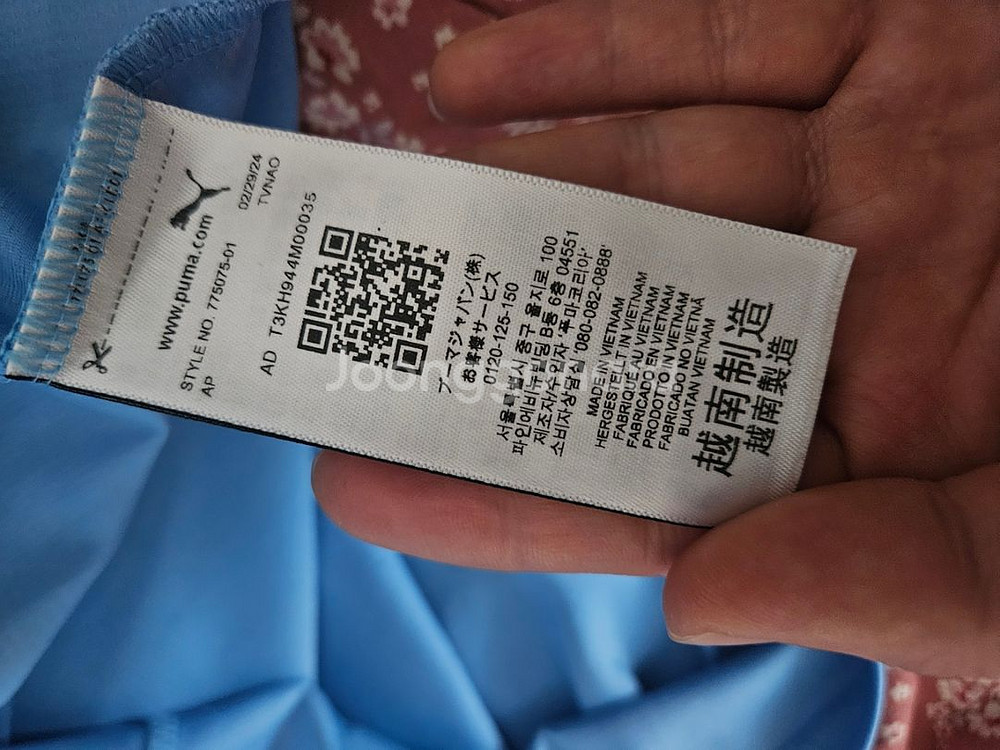 www.puma.com
02/29/24
TVNAO
STYLE NO. 775075-01
AP
AD T3KH944M00035
プーマジャパン(株)
お客様サービス
0120-125-150
서울특별시 중구 을지로 100
파인에비뉴빌딩 B동 6층 04551
제조자/수입자 '푸마코리아'
소비자상담실 '080-082-0888'
MADE IN VIETNAM
HERGESTELLT IN VIETNAM
FABRIQUÉ AU VIETNAM
FABRICADO EN VIETNAM
PRODOTTO IN VIETNAM
FABRICADO NO VIETNÃ
BUATAN VIETNAM
越南制造
越南製造